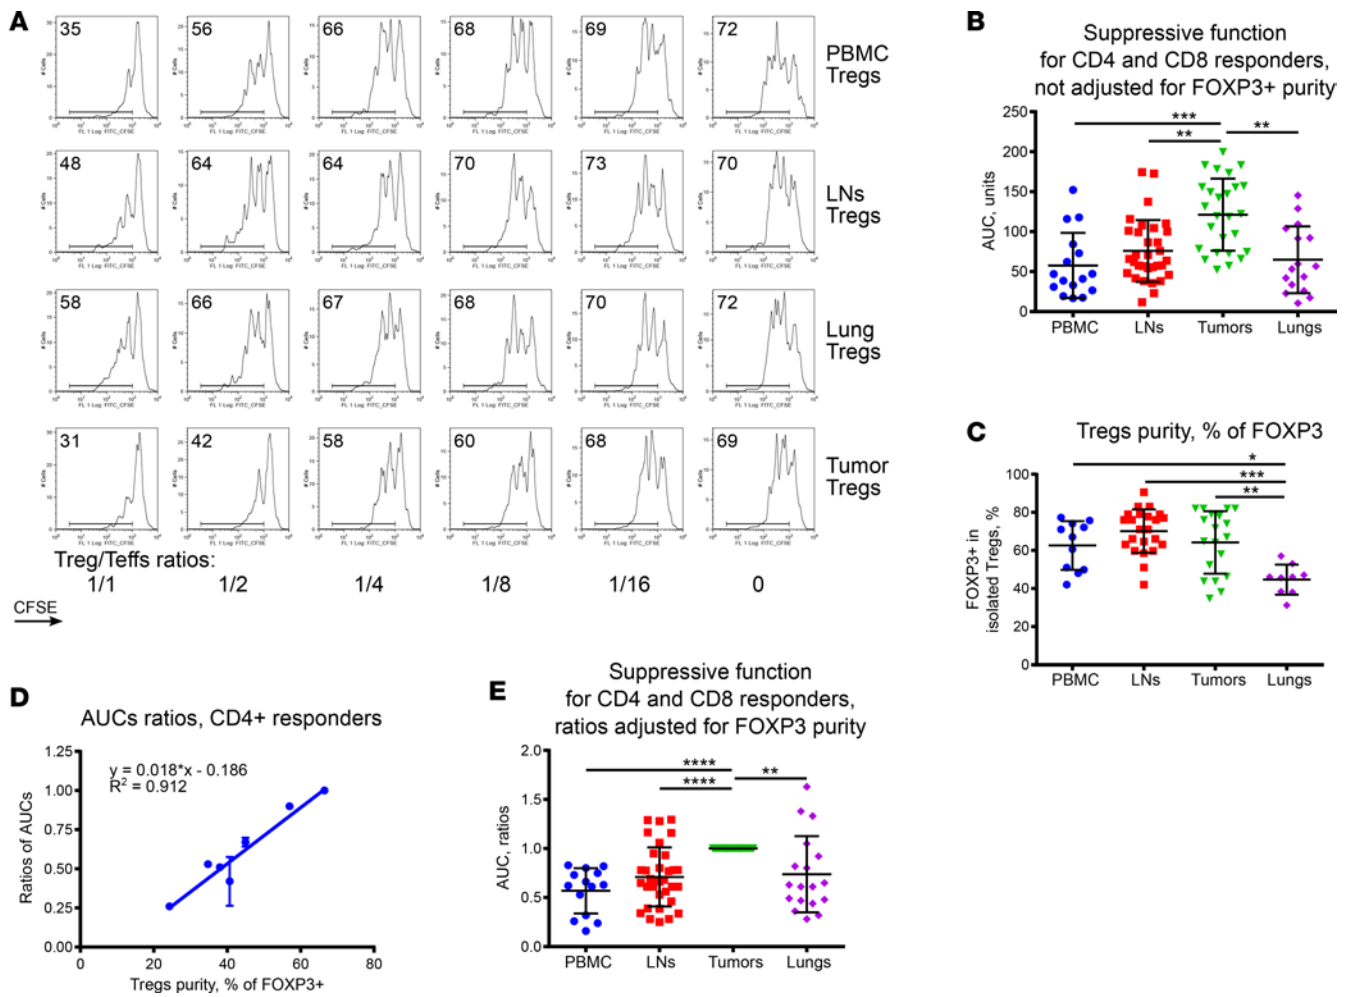 A
35
56
66
68
69
72
PBMC
Tregs
48
64
64
70
73
70
LNs
Tregs
58
66
67
68
70
72
Lung
Tregs
31
42
58
60
68
69
Tumor
Tregs
# Cells
FL 1 Log: FITC_CFSE
Treg/Teffs ratios:
1/1
1/2
1/4
1/8
1/16
0
CFSE
B
Suppressive function
for CD4 and CD8 responders,
not adjusted for FOXP3+ purity
AUC, units
250
200
150
100
50
0
***
**
**
PBMC
LNs
Tumors
Lungs
C
Tregs purity, % of FOXP3
FOXP3+ in
isolated Tregs, %
100
80
60
40
20
0
*
***
**
PBMC
LNs
Tumors
Lungs
D
AUCs ratios, CD4+ responders
y = 0.018*x - 0.186
R² = 0.912
Ratios of AUCs
1.25
1.00
0.75
0.50
0.25
0.00
0
20
40
60
80
Tregs purity, % of FOXP3+
E
Suppressive function
for CD4 and CD8 responders,
ratios adjusted for FOXP3 purity
AUC, ratios
2.0
1.5
1.0
0.5
0.0
****
****
**
PBMC
LNs
Tumors
Lungs